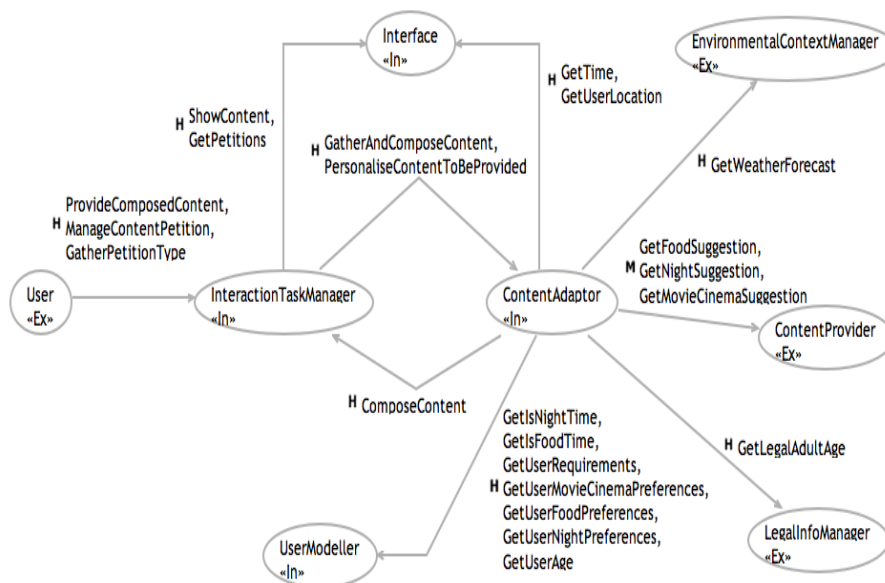 Interface
«In»
EnvironmentalContextManager
«Ex»
H GetTime,
GetUserLocation
H ShowContent,
GetPetitions
H GatherAndComposeContent,
PersonaliseContentToBeProvided
H GetWeatherForecast
ProvideComposedContent,
H ManageContentPetition,
GatherPetitionType
GetFoodSuggestion,
M GetNightSuggestion,
GetMovieCinemaSuggestion
User
«Ex»
InteractionTaskManager
«In»
ContentAdaptor
«In»
ContentProvider
«Ex»
H ComposeContent
GetIsNightTime,
GetIsFoodTime,
GetUserRequirements,
H GetUserMovieCinemaPreferences,
GetUserFoodPreferences,
GetUserNightPreferences,
GetUserAge
H GetLegalAdultAge
UserModeller
«In»
LegalInfoManager
«Ex»